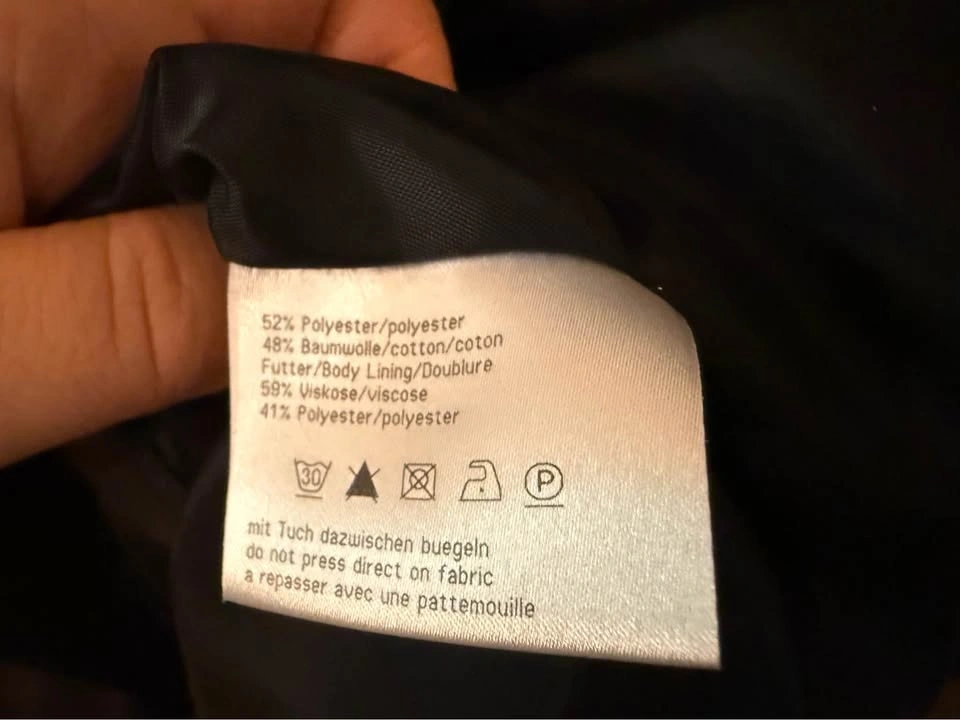 52% Polyester/polyester
48% Baumwolle/cotton/coton
Futter/Body Lining/Doublure
59% Viskose/viscose
41% Polyester/polyester
30 P
mit Tuch dazwischen buegeln
do not press direct on fabric
a repasser avec une pattemouille